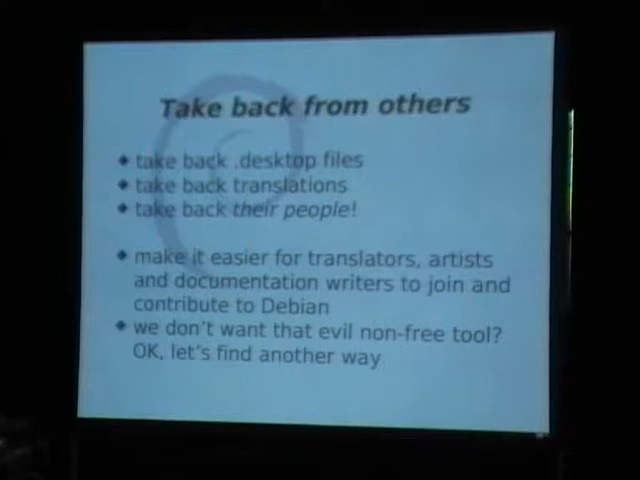 Take back from others
take back .desktop files
take back translations
take back their people!
make it easier for translators, artists
and documentation writers to join and
contribute to Debian
we don't want that evil non-free tool?
OK, let's find another way